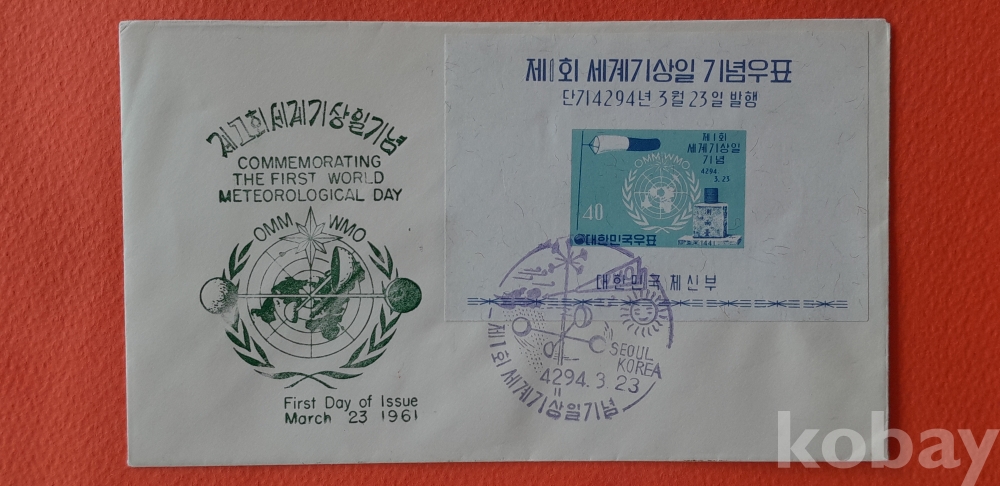 제1회 세계기상일 기념
COMMEMORATING
THE FIRST WORLD
METEOROLOGICAL DAY
OMM WMO
First Day of Issue
March 23 1961
제1회 세계기상일 기념우표
단기4294년 3월 23일 발행
제1회
세계기상일
기념
4294.
3.23
OMM WMO
40
측우기
1441
대한민국우표
대한민국 체신부
SEOUL
KOREA
4294.3.23
제1회 세계기상일기념
kobay